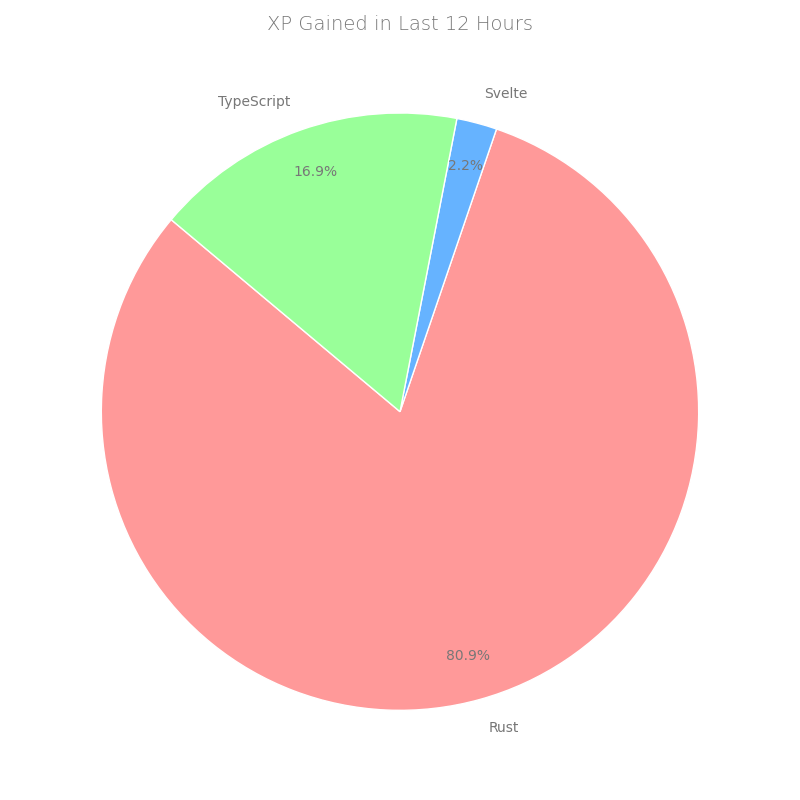 XP Gained in Last 12 Hours
Svelte
TypeScript
2.2%
16.9%
80.9%
Rust